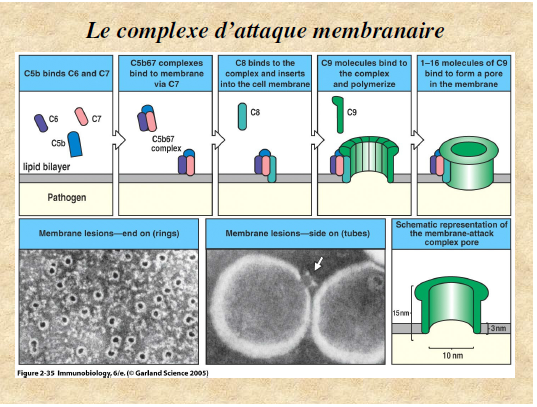 Le complexe d'attaque membranaire
C5b binds C6 and C7
C5b67 complexes
bind to membrane
via C7
C8 binds to the
complex and inserts
into the cell membrane
C9 molecules bind to
the complex
and polymerize
1–16 molecules of C9
bind to form a pore
in the membrane
C6
C7
C5b
lipid bilayer
Pathogen
C5b67
complex
C8
C9
Membrane lesions—end on (rings)
Membrane lesions—side on (tubes)
Schematic representation of
the membrane-attack
complex pore
15nm
3nm
10 nm
Figure 2-35 Immunobiology, 6/e. (© Garland Science 2005)